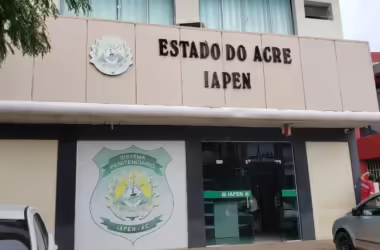 ESTADO DO ACRE
IAPEN
SISTEMA
PENITENCIÁRIO
IAPEN/AC
IAPEN